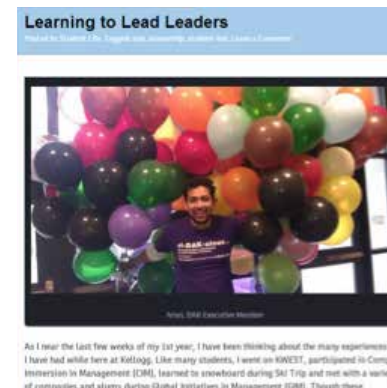 Learning to Lead Leaders
Posted in Student Life, Tagged
Member
As I near the last few weeks of my 1st year, I have been thinking about the many experiences
I have had while here at Kellogg. Like many students, I went on KWEST, participated in
Immersion in Management (CIM), learned to snowboard during Ski Trip and met with a
of companies and alums during Global Initiatives in Management (GIM). Though these